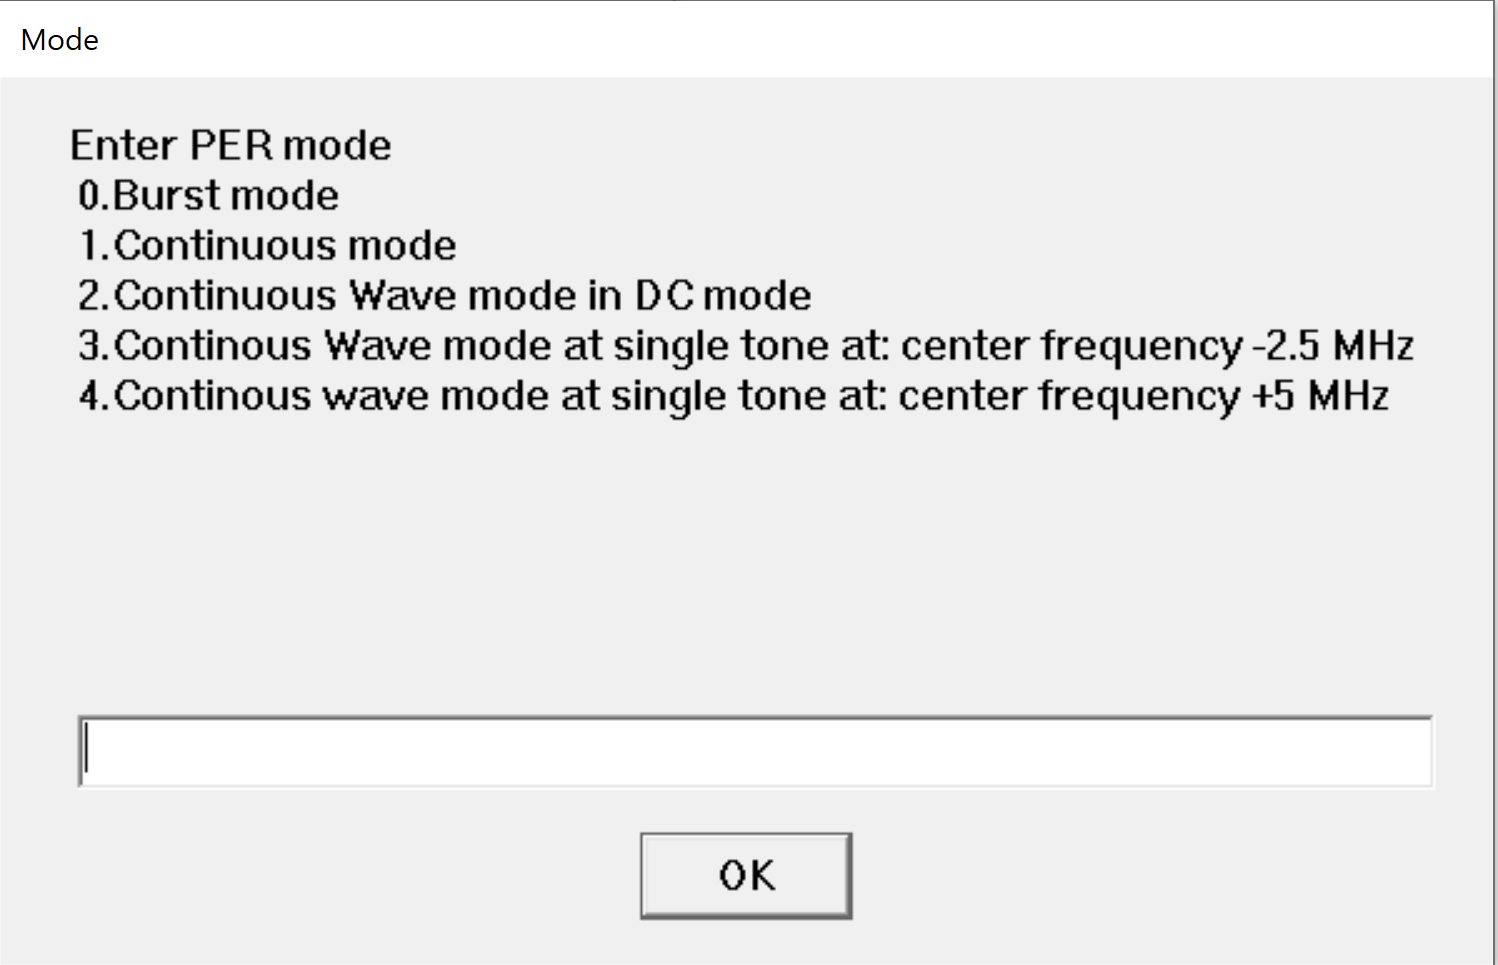 Mode
Enter PER mode
0.Burst mode
1.Continuous mode
2.Continuous Wave mode in DC mode
3.Continous Wave mode at single tone at: center frequency -2.5 MHz
4.Continous wave mode at single tone at: center frequency +5 MHz
OK